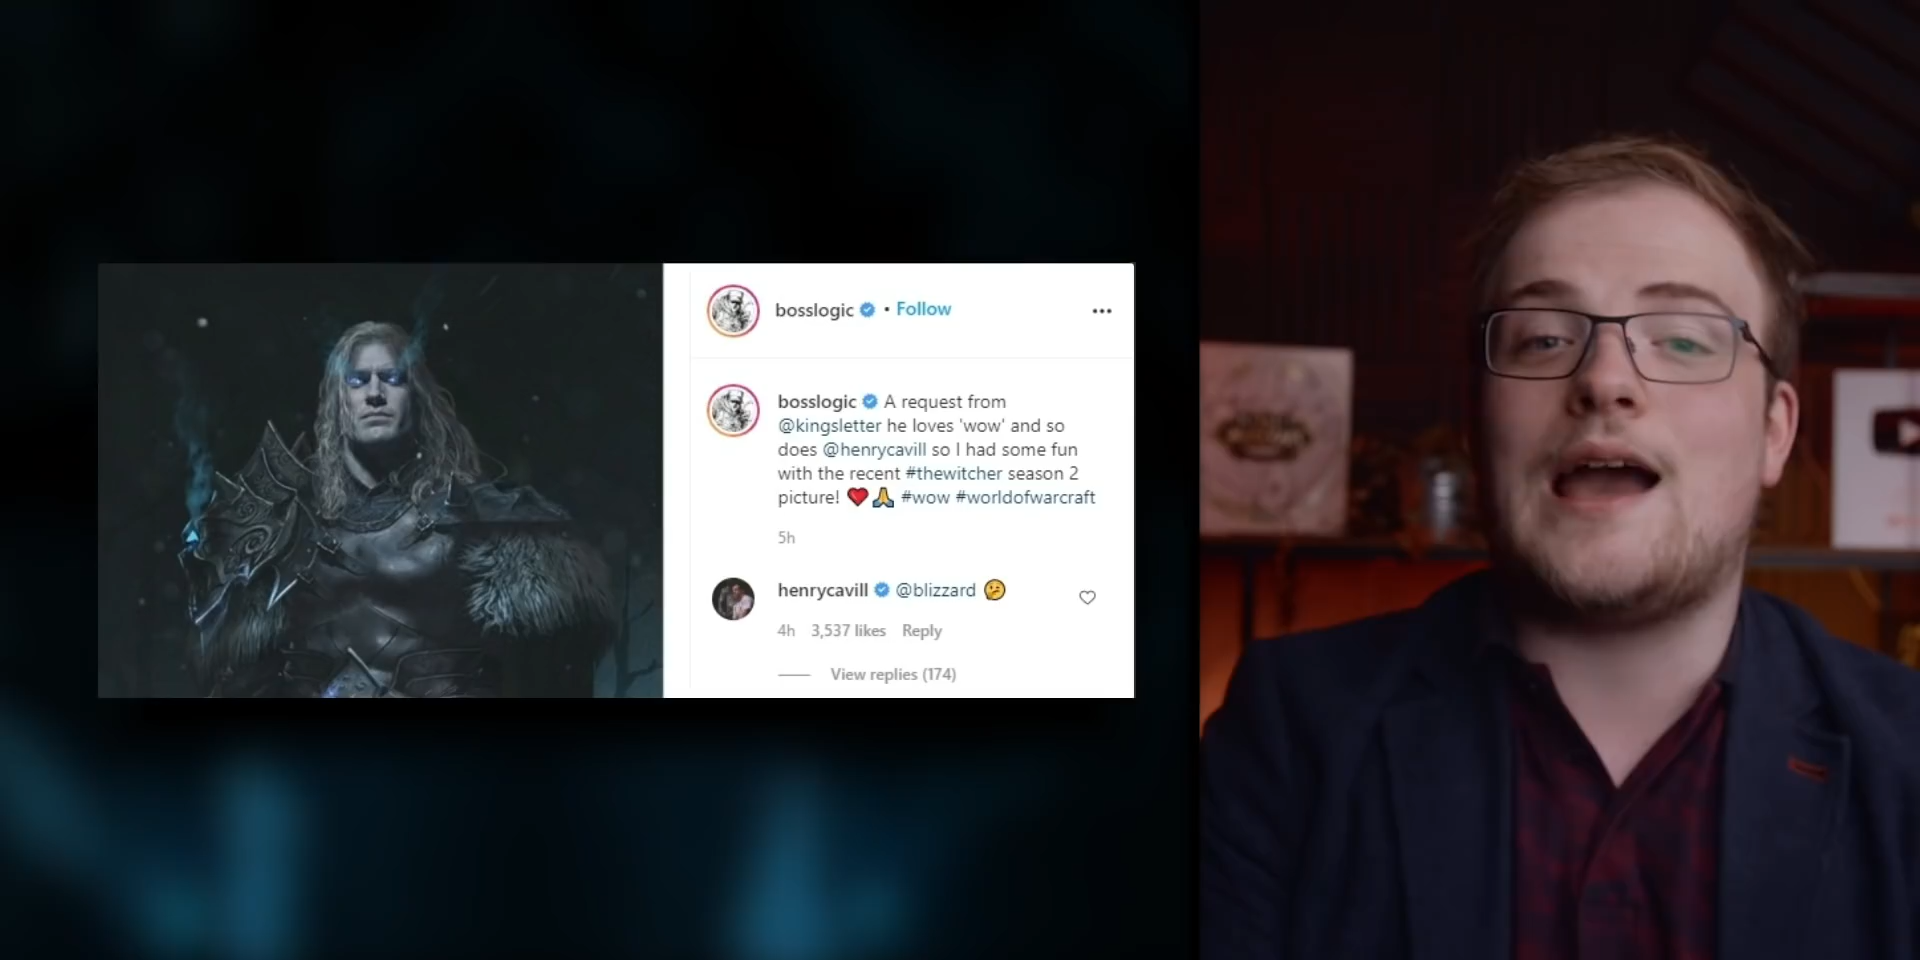 bosslogic • Follow
bosslogic A request from
@kingsletter he loves 'wow' and so
does @henrycavill so I had some fun
with the recent #thewitcher season 2
picture! ❤️🙏 #wow #worldofwarcraft
5h
henrycavill @blizzard 🤔
4h 3,537 likes Reply
View replies (174)